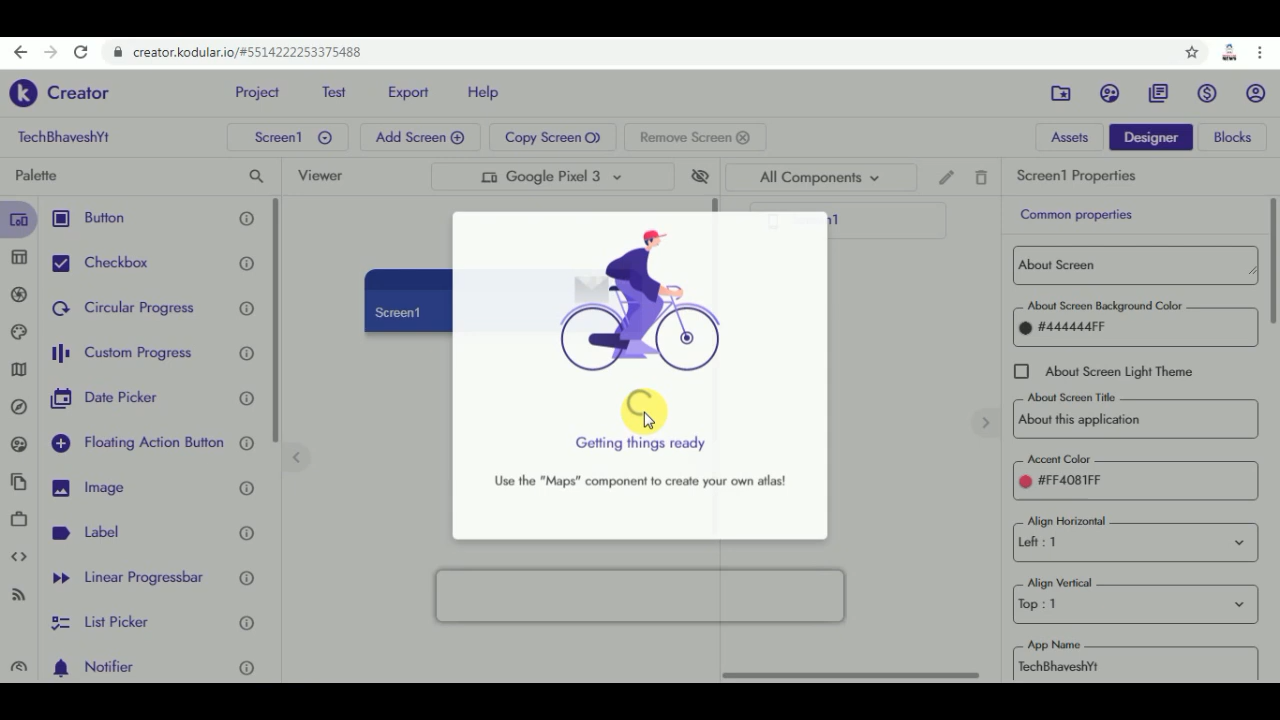 creator.kodular.io/#5514222253375488
NEWS
Creator
Project
Test
Export
Help
TechBhaveshYt
Screen1
Add Screen
Copy Screen
Remove Screen
Assets
Designer
Blocks
Palette
Viewer
Google Pixel 3
All Components
Screen1 Properties
Button
Checkbox
Circular Progress
Custom Progress
Date Picker
Floating Action Button
Image
Label
Linear Progressbar
List Picker
Notifier
Screen1
Getting things ready
Use the "Maps" component to create your own atlas!
Common properties
About Screen
About Screen Background Color
#444444FF
About Screen Light Theme
About Screen Title
About this application
Accent Color
#FF4081FF
Align Horizontal
Left : 1
Align Vertical
Top : 1
App Name
TechBhaveshYt